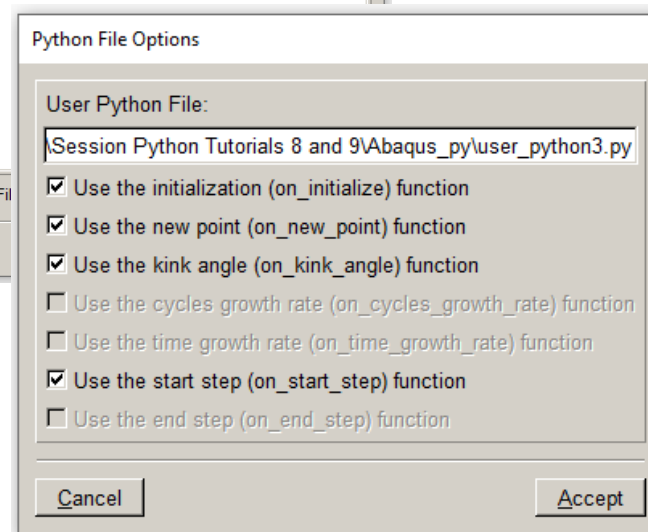 Python File Options
User Python File:
\Session Python Tutorials 8 and 9\Abaqus_py\user_python3.py
Use the initialization (on_initialize) function
Use the new point (on_new_point) function
Use the kink angle (on_kink_angle) function
Use the cycles growth rate (on_cycles_growth_rate) function
Use the time growth rate (on_time_growth_rate) function
Use the start step (on_start_step) function
Use the end step (on_end_step) function
Cancel
Accept